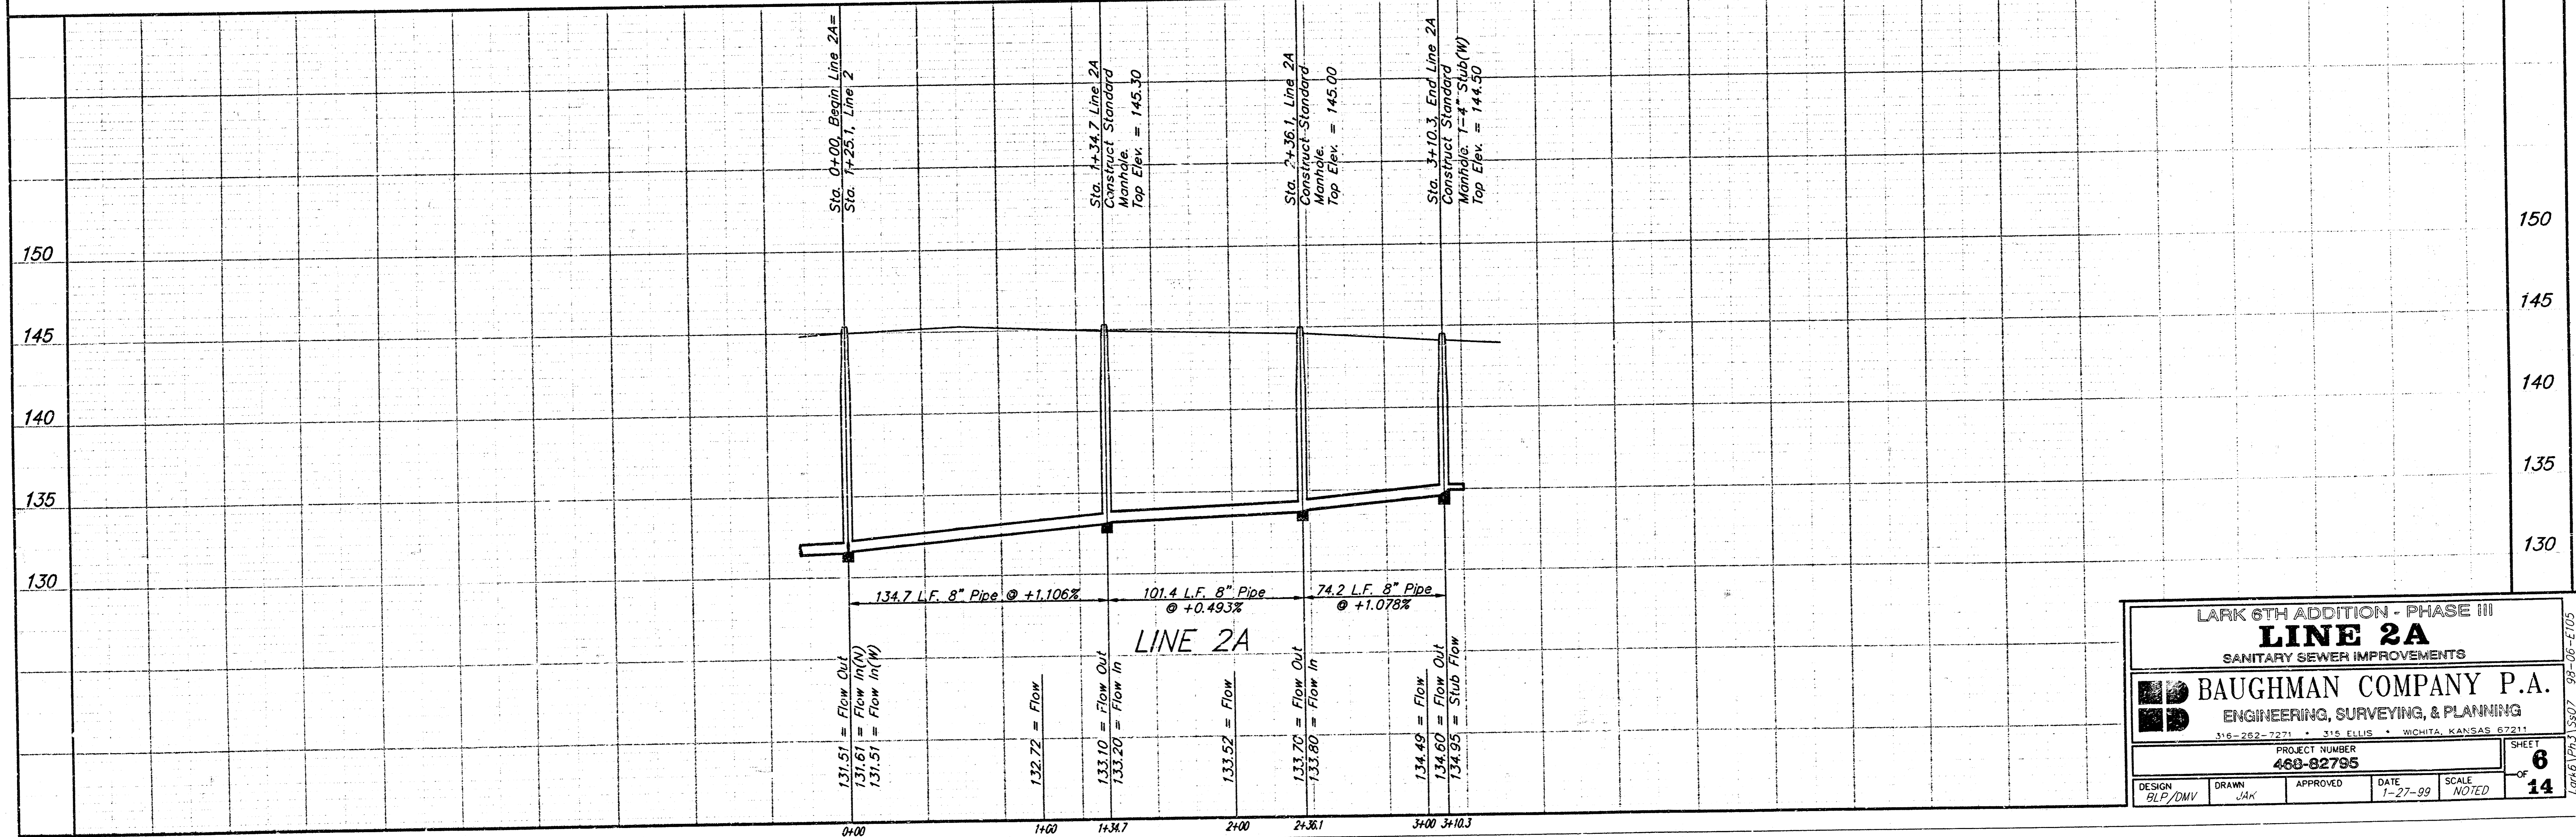 Sta. 0+00, Begin Line 2A=
Sta. 1+25.1, Line 2
Sta. 1+34.7 Line 2A
Construct Standard
Manhole.
Top Elev. = 145.30
Sta. 2+36.1, Line 2A
Construct Standard
Manhole.
Top Elev. = 145.00
Sta. 3+10.3, End Line 2A
Construct Standard
Manhole. 1-4" Stub(W)
Top Elev. = 144.50
150
145
140
135
130
150
145
140
135
130
134.7 L.F. 8" Pipe @ +1.106%
101.4 L.F. 8" Pipe
@ +0.493%
74.2 L.F. 8" Pipe
@ +1.078%
LINE 2A
131.51 = Flow Out
131.61 = Flow In(N)
131.51 = Flow In(W)
132.72 = Flow
133.10 = Flow Out
133.20 = Flow In
133.52 = Flow
133.70 = Flow Out
133.80 = Flow In
134.49 = Flow
134.60 = Flow Out
134.95 = Stub Flow
0+00
1+00
1+34.7
2+00
2+36.1
3+00
3+10.3
LARK 6TH ADDITION - PHASE III
LINE 2A
SANITARY SEWER IMPROVEMENTS
BAUGHMAN COMPANY P.A.
ENGINEERING, SURVEYING, & PLANNING
316-262-7271 • 315 ELLIS • WICHITA, KANSAS 67211
PROJECT NUMBER
468-82795
SHEET
6
OF
14
DESIGN
BLP/DMV
DRAWN
JAK
APPROVED
DATE
1-27-99
SCALE
NOTED
Lark6\Ph3\Ss07 98-06-E105